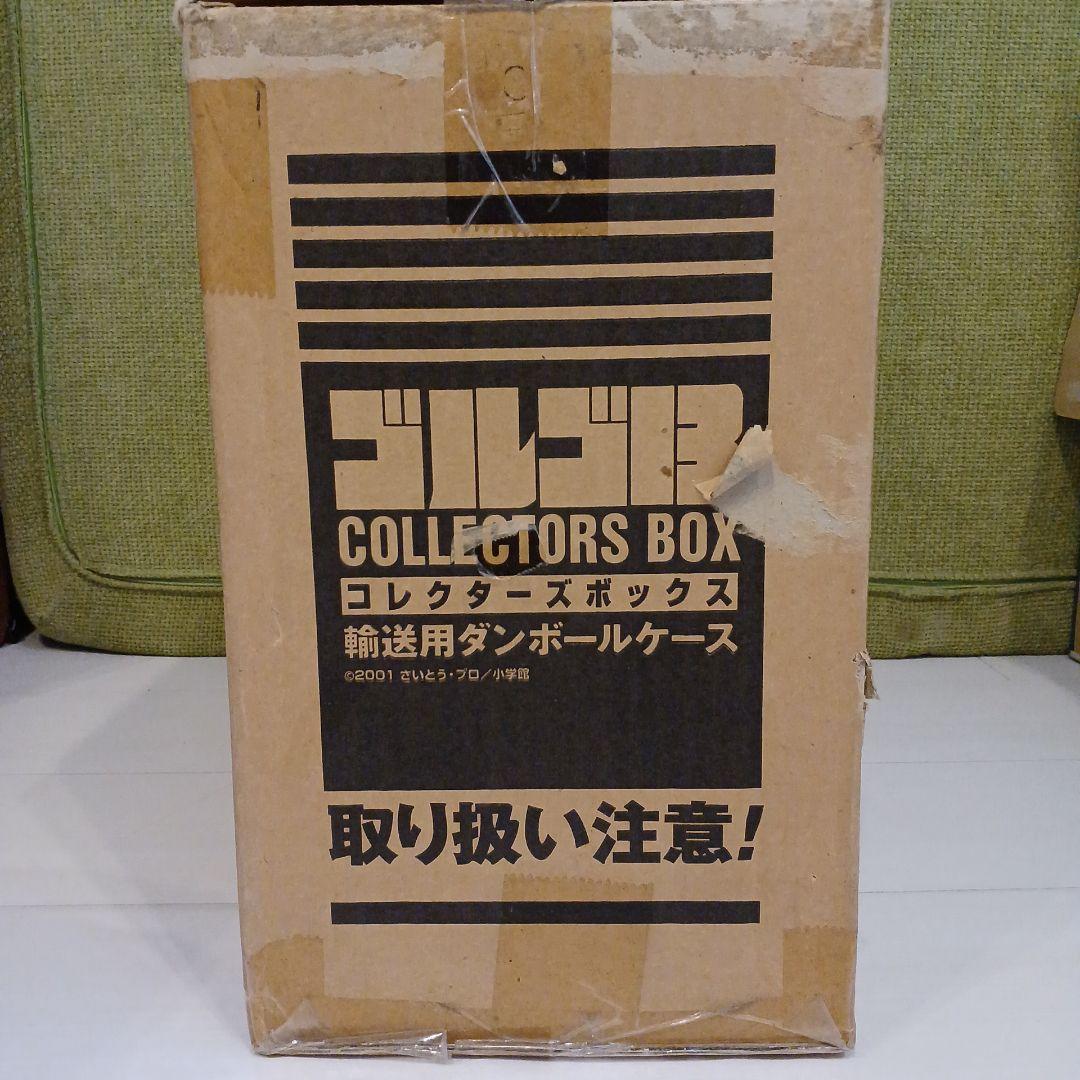 ゴルゴ13
COLLECTORS BOX
コレクターズボックス
輸送用ダンボールケース
©2001 さいとう・プロ／小学館
取り扱い注意！